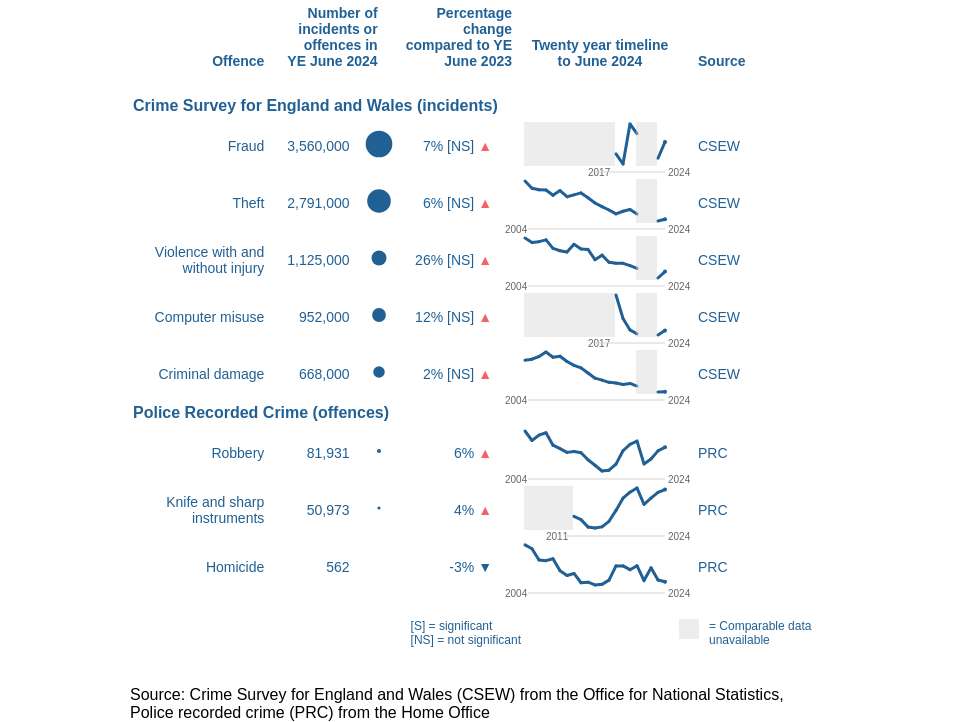 Number of
incidents or
offences in
YE June 2024
Percentage
change
compared to YE
June 2023
Twenty year timeline
to June 2024
Offence
Source
Crime Survey for England and Wales (incidents)
Fraud 3,560,000 7% [NS] ▲ CSEW
2017 2024
Theft 2,791,000 6% [NS] ▲ CSEW
2004 2024
Violence with and
without injury
1,125,000 26% [NS] ▲ CSEW
2004 2024
Computer misuse 952,000 12% [NS] ▲ CSEW
2017 2024
Criminal damage 668,000 2% [NS] ▲ CSEW
2004 2024
Police Recorded Crime (offences)
Robbery 81,931 6% ▲ PRC
2004 2024
Knife and sharp
instruments
50,973 4% ▲ PRC
2011 2024
Homicide 562 -3% ▼ PRC
2004 2024
[S] = significant
[NS] = not significant
= Comparable data
unavailable
Source: Crime Survey for England and Wales (CSEW) from the Office for National Statistics,
Police recorded crime (PRC) from the Home Office